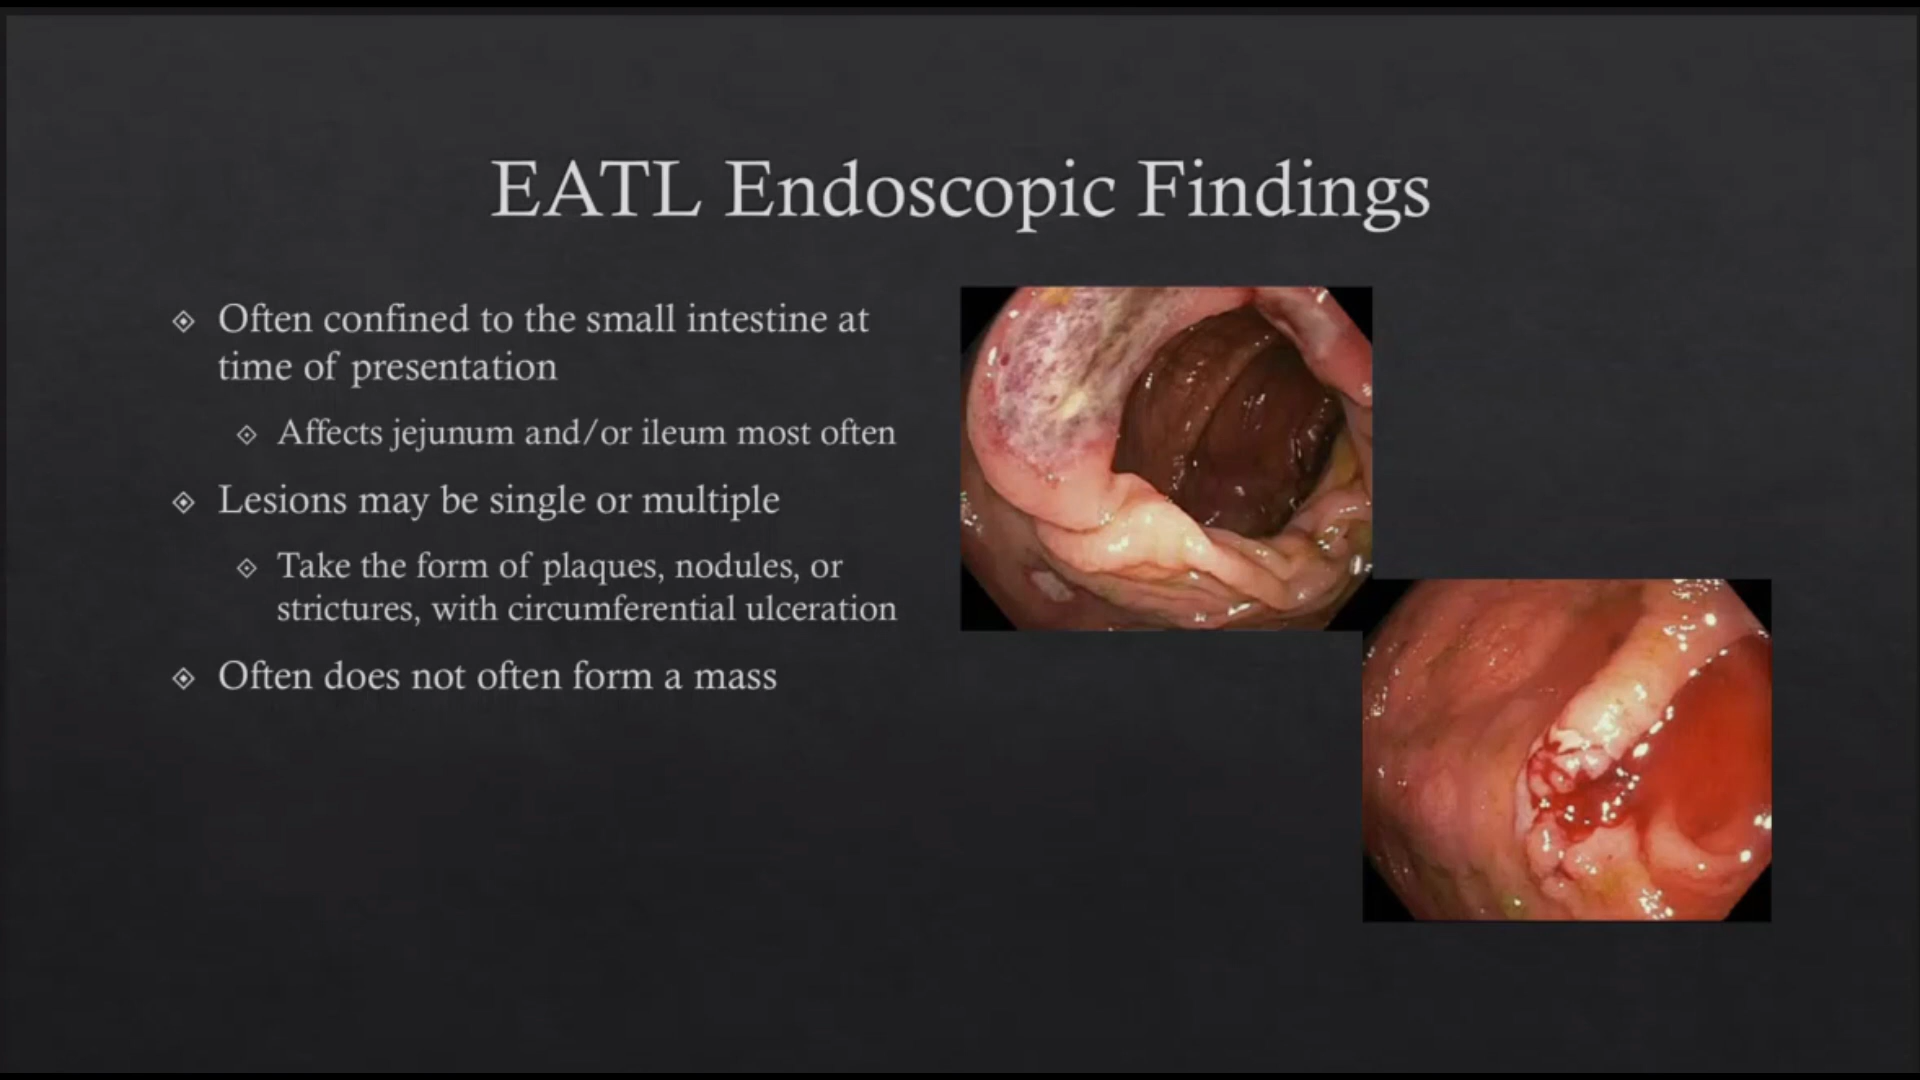 EATL Endoscopic Findings
Often confined to the small intestine at
time of presentation
Affects jejunum and/or ileum most often
Lesions may be single or multiple
Take the form of plaques, nodules, or
strictures, with circumferential ulceration
Often does not often form a mass